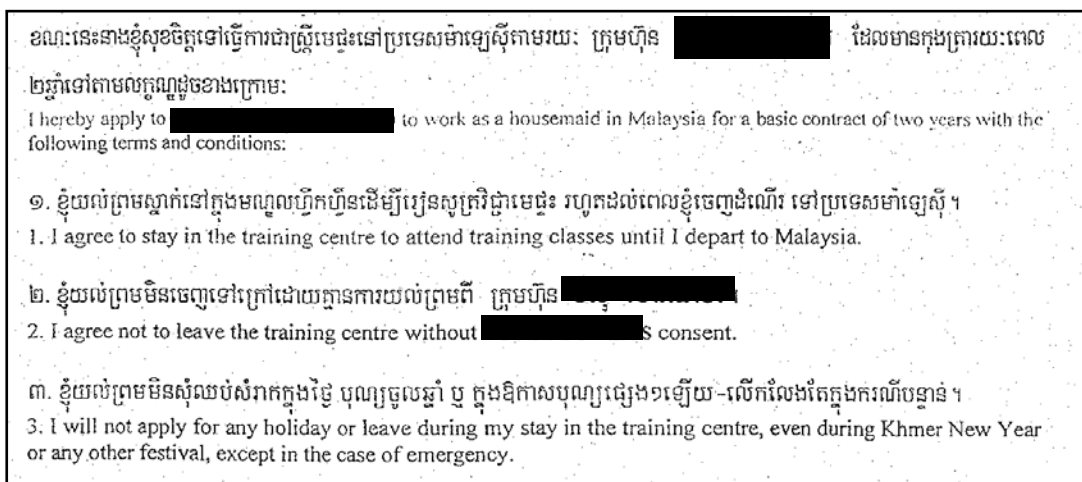 ខណ:នេះនាងខ្ញុំសុខចិត្តទៅធ្វើការជាស្ត្រីមេផ្ទះនៅប្រទេសម៉ាឡេស៊ីតាមរយ: ក្រុមហ៊ុន ដែលមានកុងត្រារយ:ពេល
២ឆ្នាំទៅតាមលក្ខណ្ឌដូចខាងក្រោម:
I hereby apply to to work as a housemaid in Malaysia for a basic contract of two years with the
following terms and conditions:
១. ខ្ញុំយល់ព្រមស្នាក់នៅក្នុងមណ្ឌលហ្វឹកហ្វឺនដើម្បីរៀនសូត្រវិជ្ជាមេផ្ទះ រហូតដល់ពេលខ្ញុំចេញដំណើរ ទៅប្រទេសម៉ាឡេស៊ី ។
1. I agree to stay in the training centre to attend training classes until I depart to Malaysia.
២. ខ្ញុំយល់ព្រមមិនចេញទៅក្រៅដោយគ្មានការយល់ព្រមពី ក្រុមហ៊ុន
2. I agree not to leave the training centre without S consent.
៣. ខ្ញុំយល់ព្រមមិនសុំឈប់សំរាកក្នុងថ្ងៃ បុណ្យចូលឆ្នាំ ឬ ក្នុងឱកាសបុណ្យផ្សេង១ឡើយ-លើកលែងតែក្នុងករណីបន្ទាន់ ។
3. I will not apply for any holiday or leave during my stay in the training centre, even during Khmer New Year
or any other festival, except in the case of emergency.